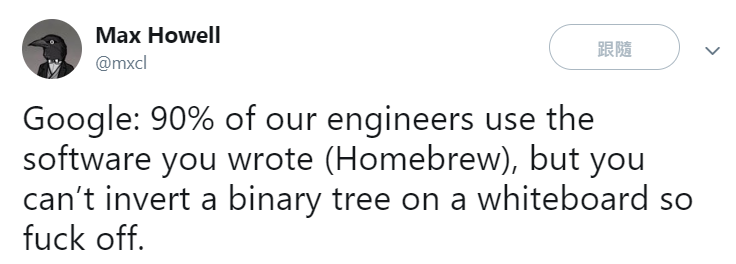 Max Howell
@mxcl
跟隨
Google: 90% of our engineers use the
software you wrote (Homebrew), but you
can’t invert a binary tree on a whiteboard so
fuck off.